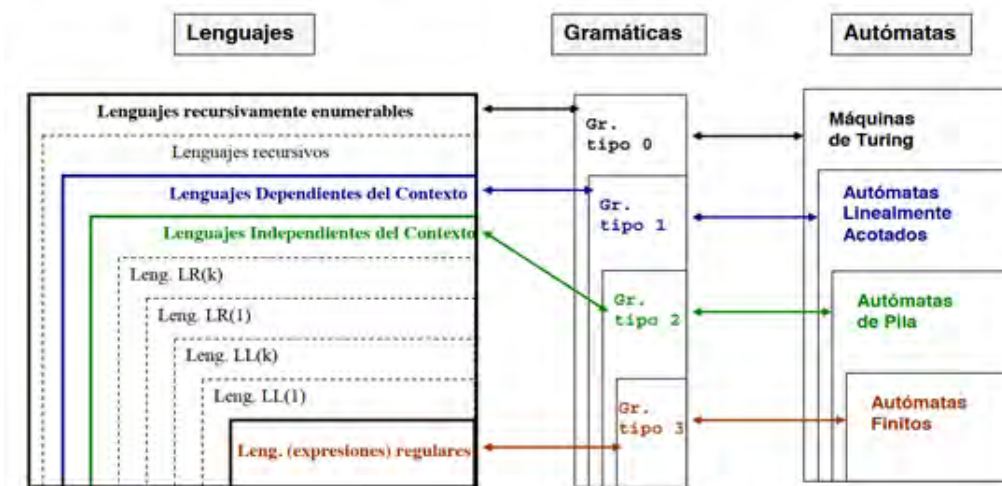 Lenguajes
Gramáticas
Autómatas
Lenguajes recursivamente enumerables
Lenguajes recursivos
Lenguajes Dependientes del Contexto
Lenguajes Independientes del Contexto
Leng. LR(k)
Leng. LR(1)
Leng. LL(k)
Leng. LL(1)
Leng. (expresiones) regulares
Gr.
tipo 0
Gr.
tipo 1
Gr.
tipo 2
Gr.
tipo 3
Máquinas
de Turing
Autómatas
Linealmente
Acotados
Autómatas
de Pila
Autómatas
Finitos